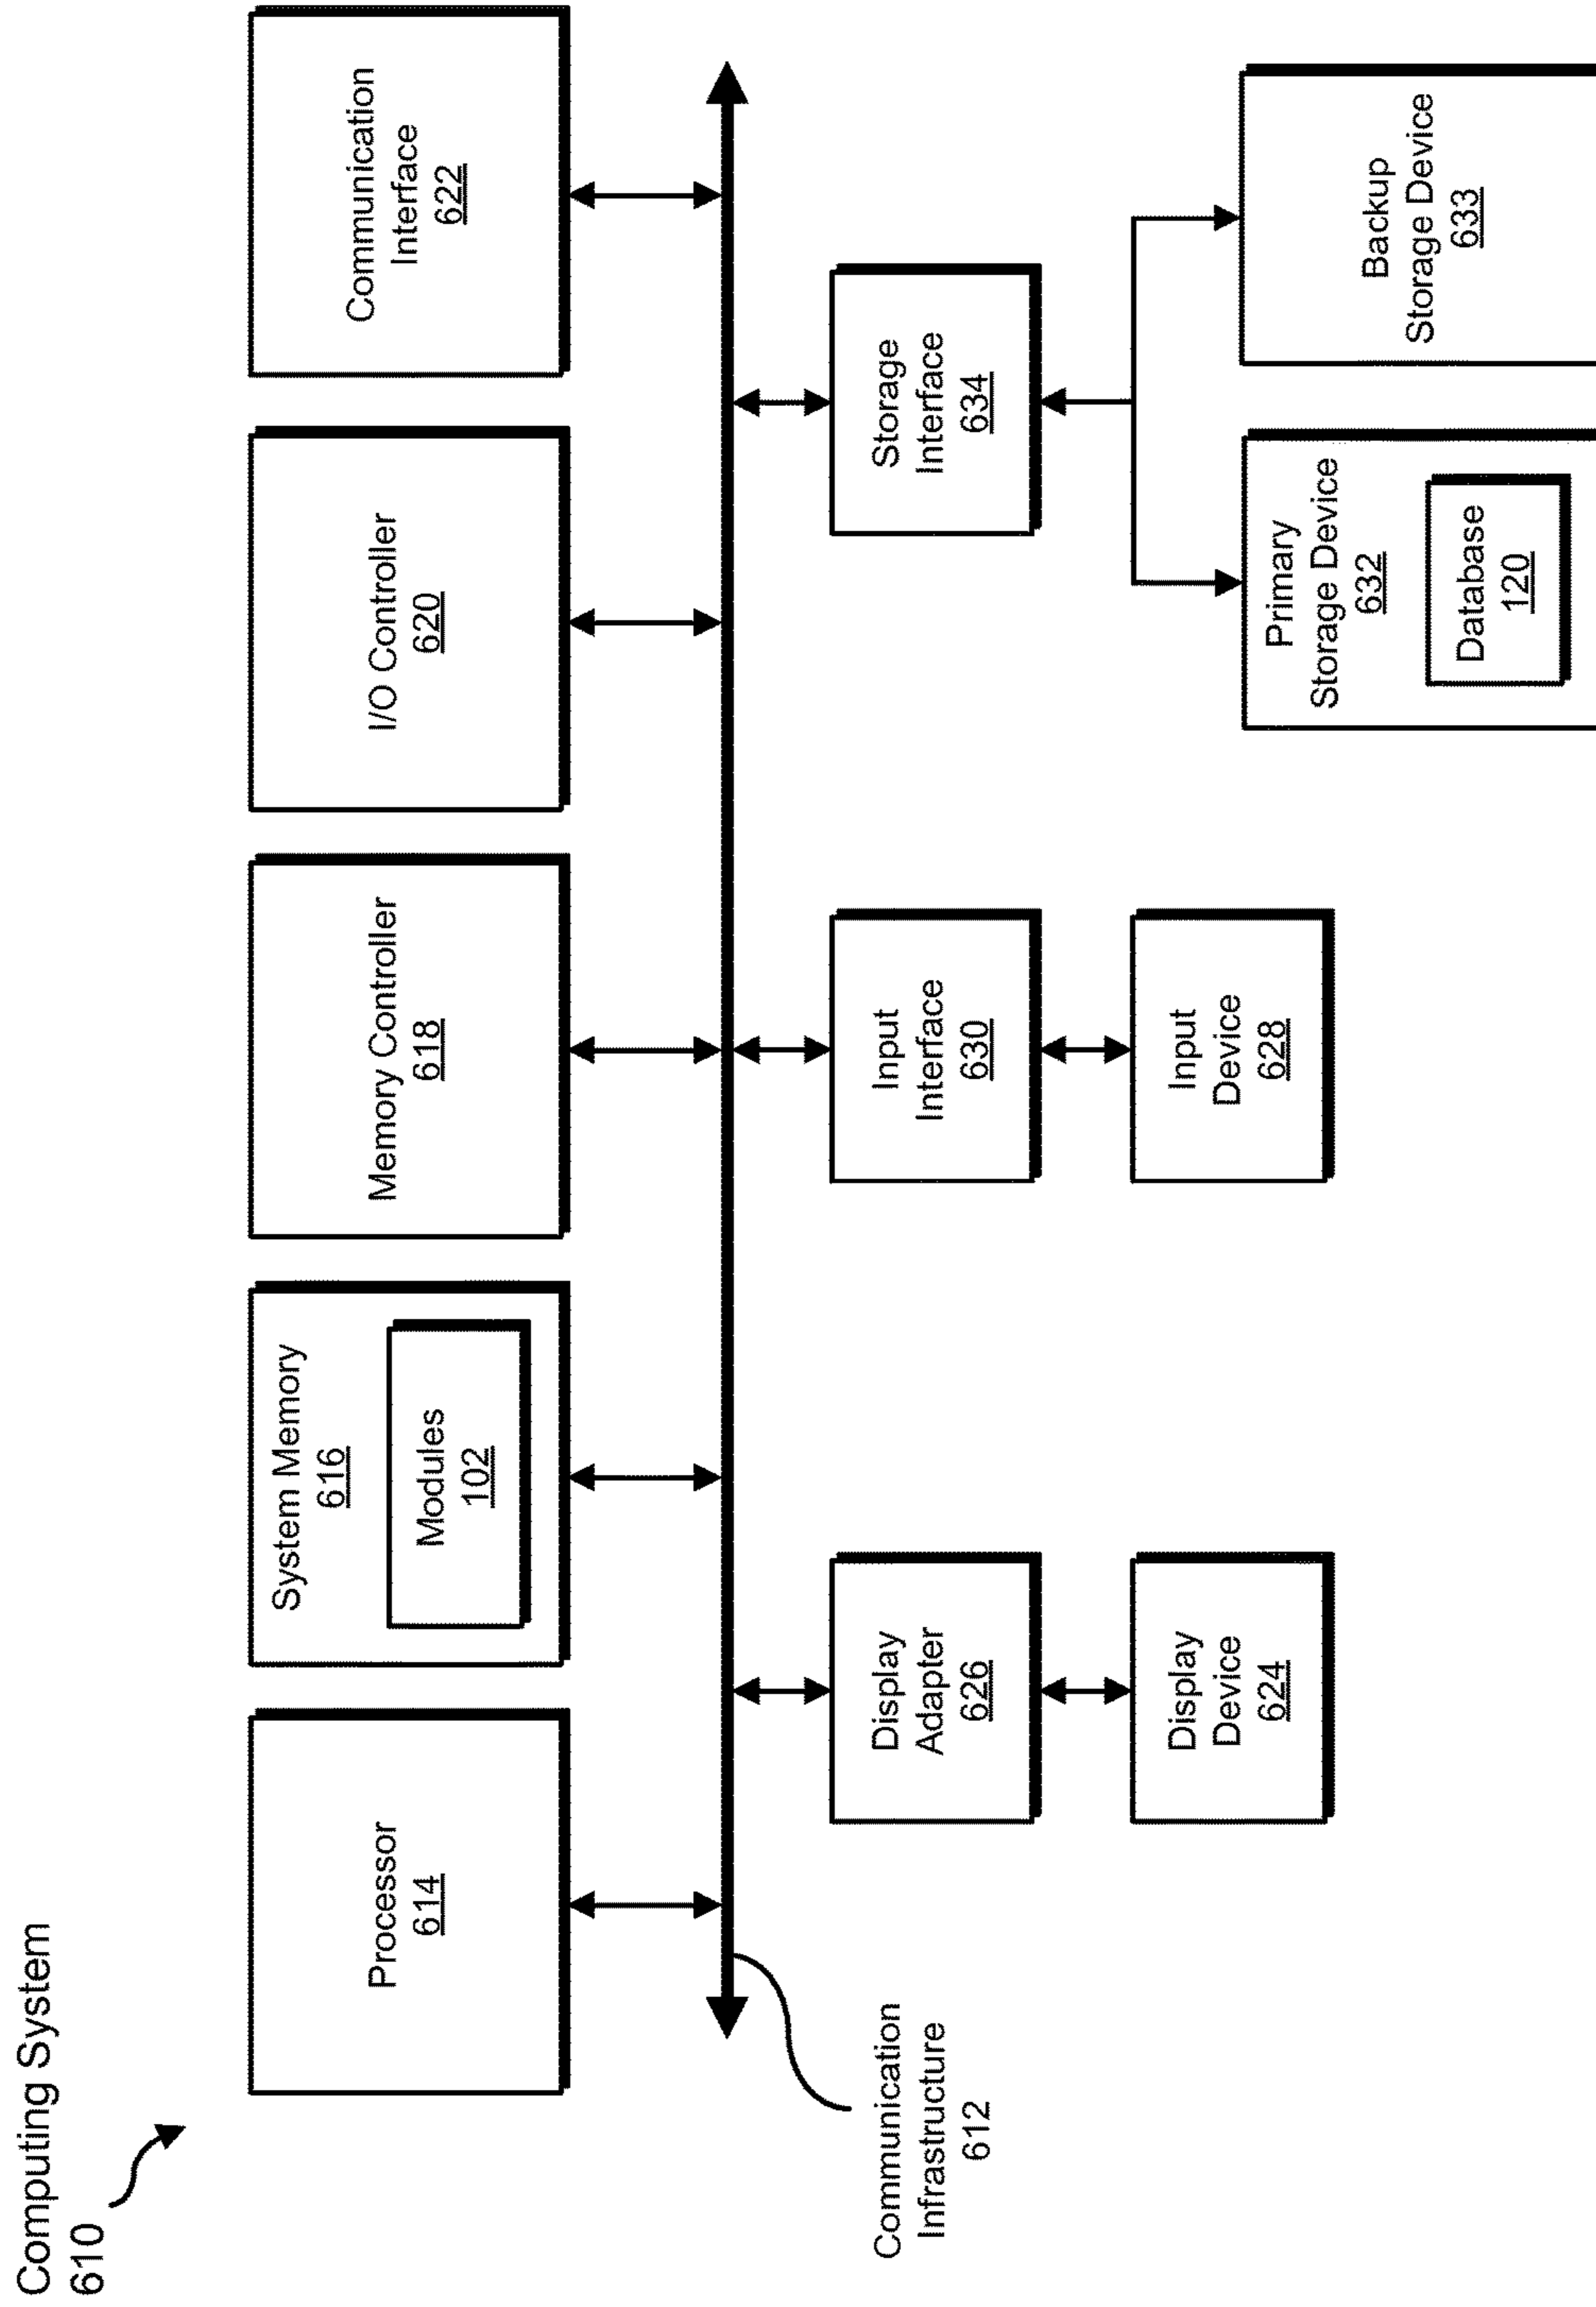 Computing System
610
Processor
614
System Memory
616
Modules
102
Memory Controller
618
I/O Controller
620
Communication
Interface
622
Communication
Infrastructure
612
Display
Adapter
626
Input
Interface
630
Storage
Interface
634
Display
Device
624
Input
Device
628
Primary
Storage Device
632
Database
120
Backup
Storage Device
633